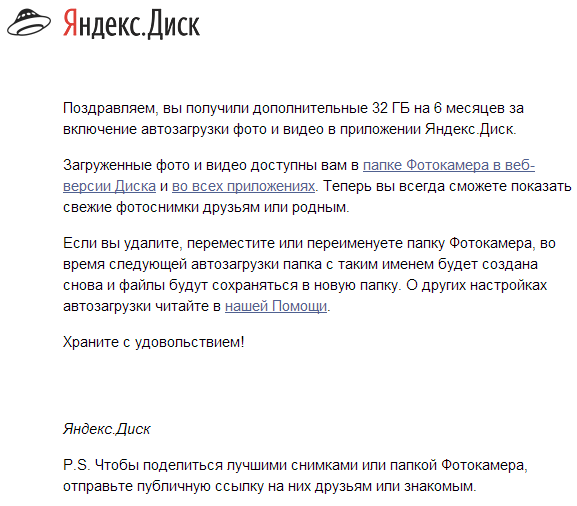 Яндекс.Диск
Поздравляем, вы получили дополнительные 32 ГБ на 6 месяцев за
включение автозагрузки фото и видео в приложении Яндекс.Диск.
Загруженные фото и видео доступны вам в папке Фотокамера в веб-
версии Диска и во всех приложениях. Теперь вы всегда сможете показать
свежие фотоснимки друзьям или родным.
Если вы удалите, переместите или переименуете папку Фотокамера, во
время следующей автозагрузки папка с таким именем будет создана
снова и файлы будут сохраняться в новую папку. О других настройках
автозагрузки читайте в нашей Помощи.
Храните с удовольствием!
Яндекс.Диск
P.S. Чтобы поделиться лучшими снимками или папкой Фотокамера,
отправьте публичную ссылку на них друзьям или знакомым.